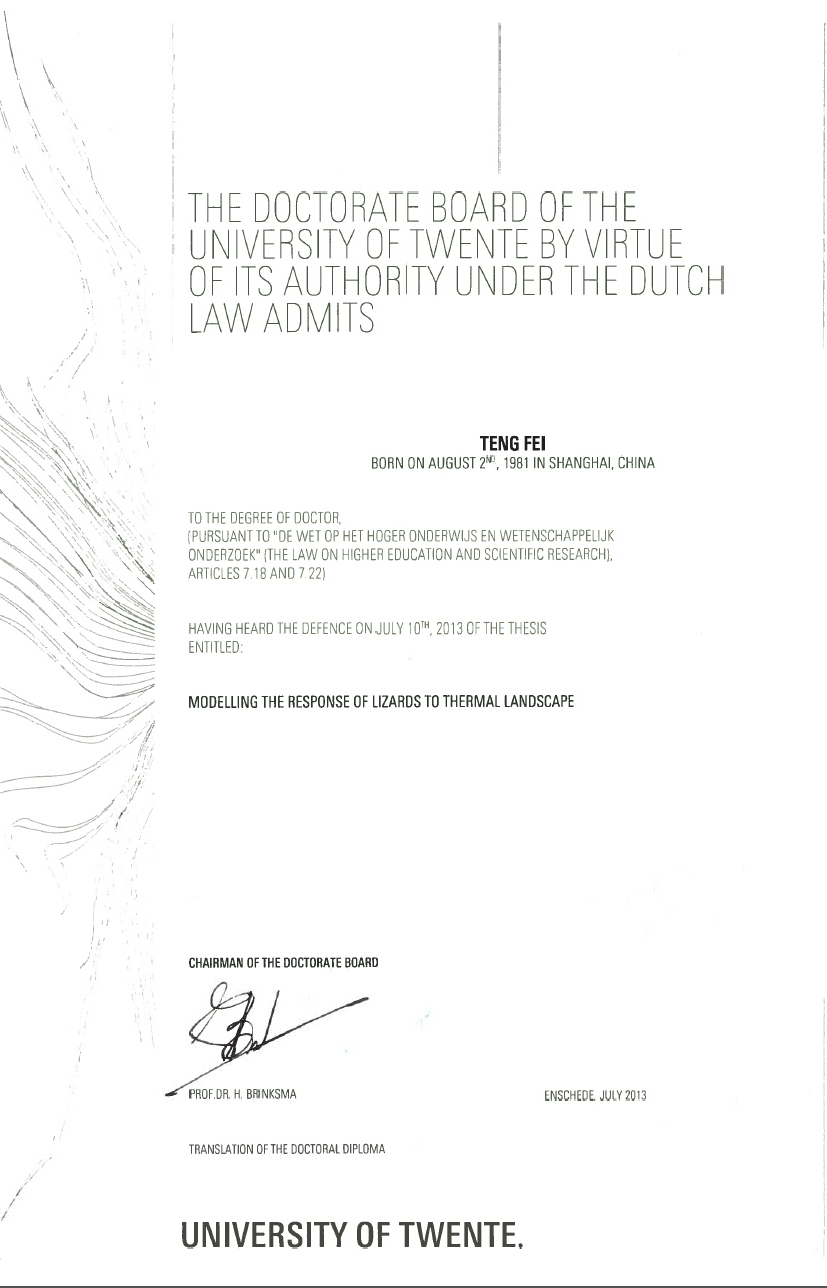 THE DOCTORATE BOARD OF THE
UNIVERSITY OF TWENTE BY VIRTUE
OF ITS AUTHORITY UNDER THE DUTCH
LAW ADMITS
TENG FEI
BORN ON AUGUST 2ND, 1981 IN SHANGHAI, CHINA
TO THE DEGREE OF DOCTOR,
(PURSUANT TO "DE WET OP HET HOGER ONDERWIJS EN WETENSCHAPPELIJK
ONDERZOEK" (THE LAW ON HIGHER EDUCATION AND SCIENTIFIC RESEARCH),
ARTICLES 7.18 AND 7.22)
HAVING HEARD THE DEFENCE ON JULY 10TH, 2013 OF THE THESIS
ENTITLED:
MODELLING THE RESPONSE OF LIZARDS TO THERMAL LANDSCAPE
CHAIRMAN OF THE DOCTORATE BOARD
PROF.DR. H. BRINKSMA
ENSCHEDE, JULY 2013
TRANSLATION OF THE DOCTORAL DIPLOMA
UNIVERSITY OF TWENTE.